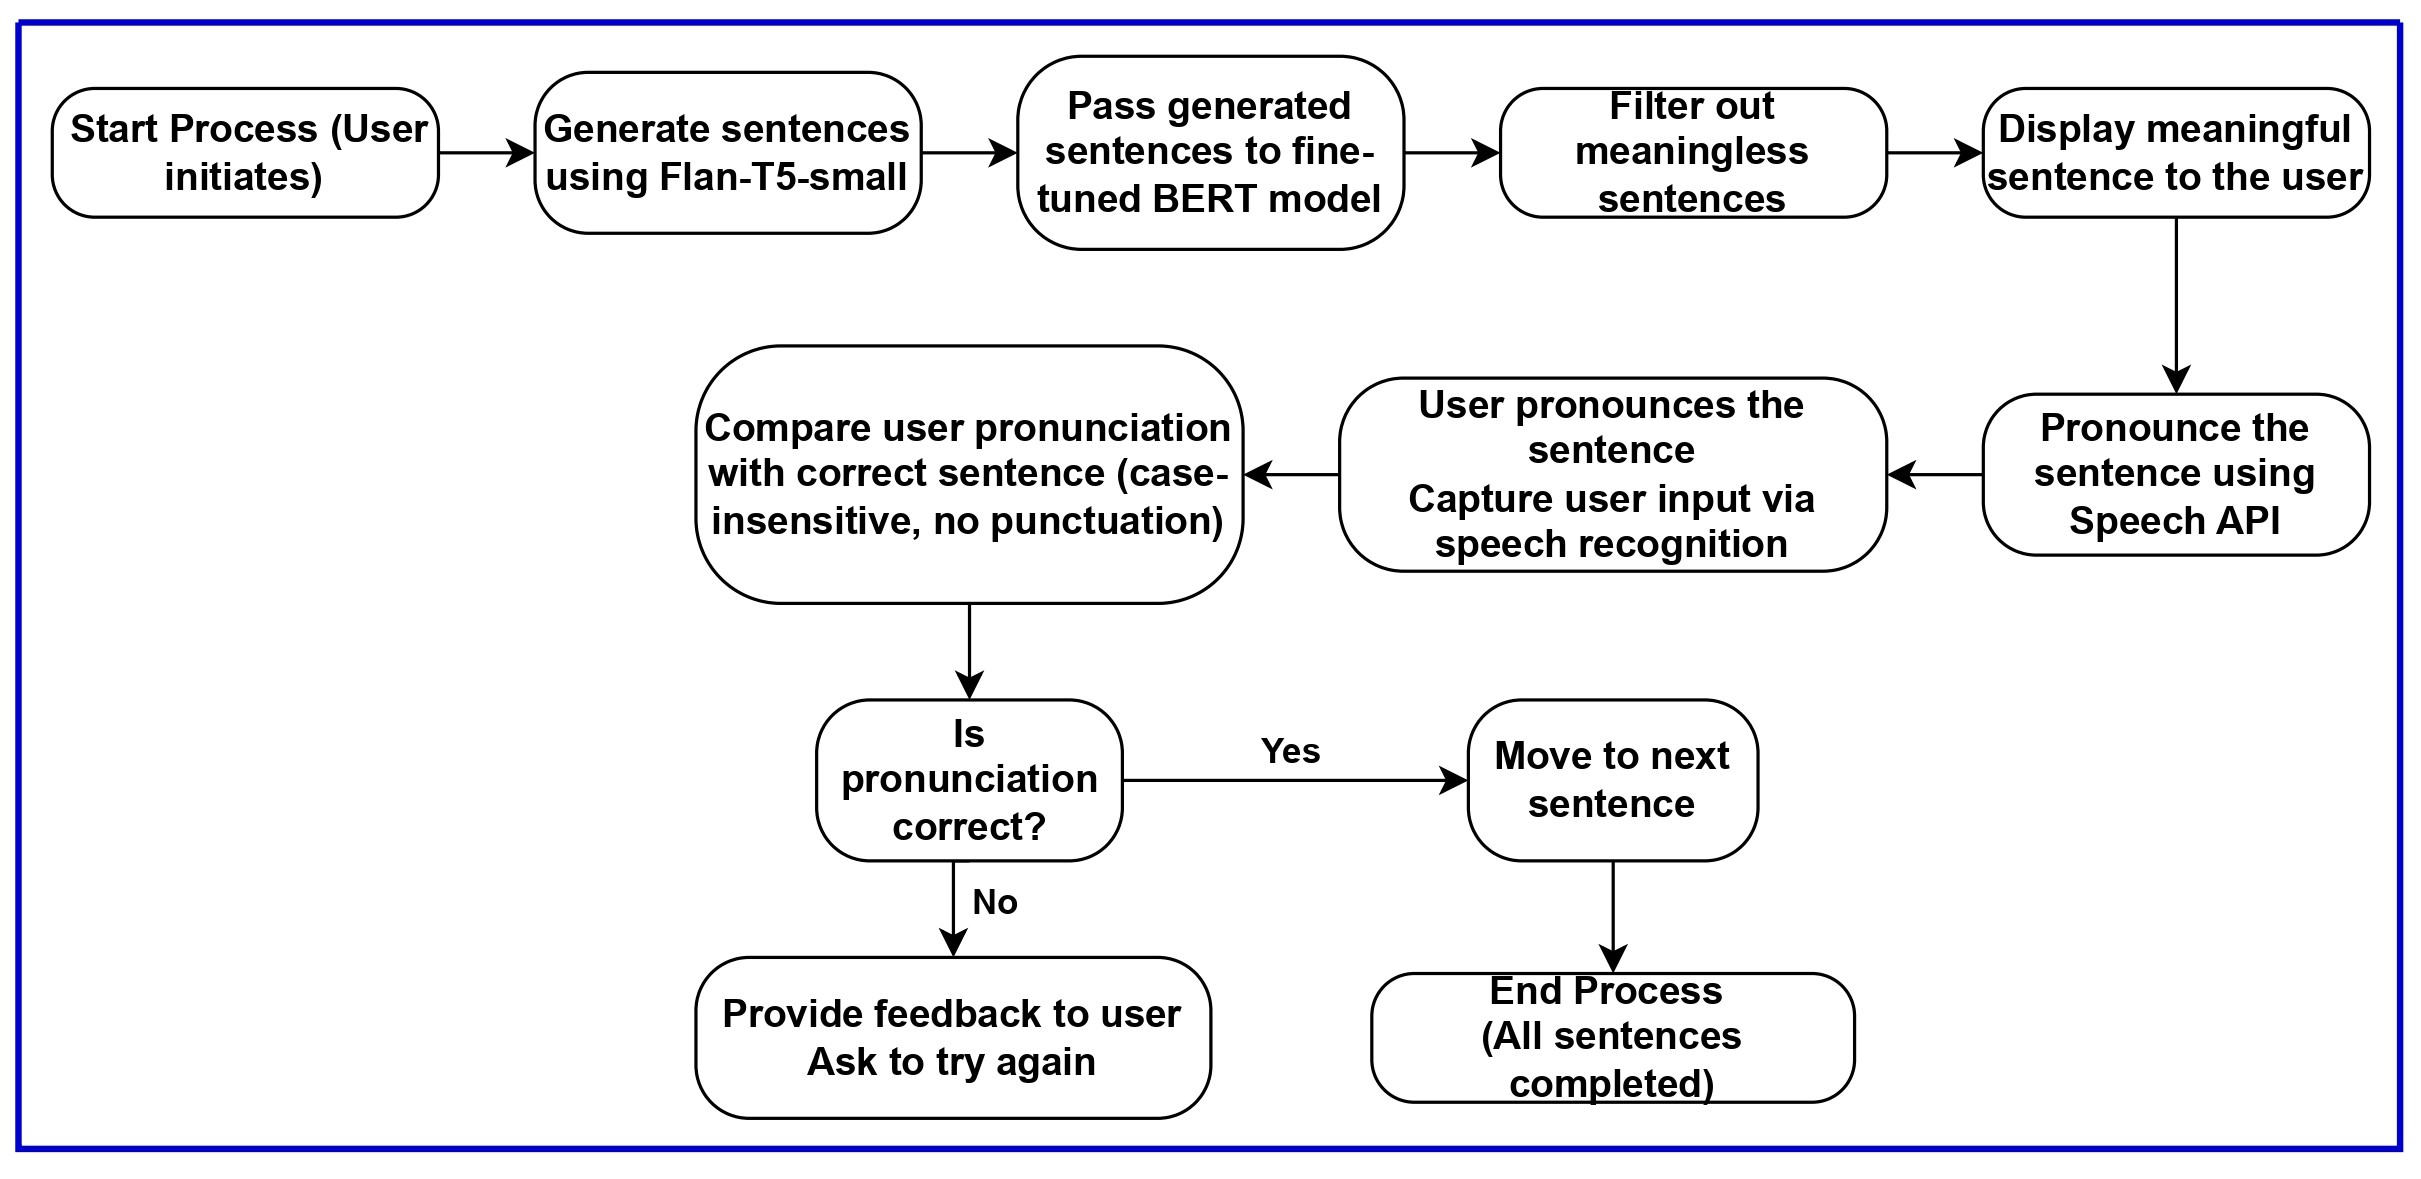 Start Process (User
initiates)
Generate sentences
using Flan-T5-small
Pass generated
sentences to fine-
tuned BERT model
Filter out
meaningless
sentences
Display meaningful
sentence to the user
Pronounce the
sentence using
Speech API
User pronounces the
sentence
Capture user input via
speech recognition
Compare user pronunciation
with correct sentence (case-
insensitive, no punctuation)
Is
pronunciation
correct?
Yes
Move to next
sentence
No
Provide feedback to user
Ask to try again
End Process
(All sentences
completed)